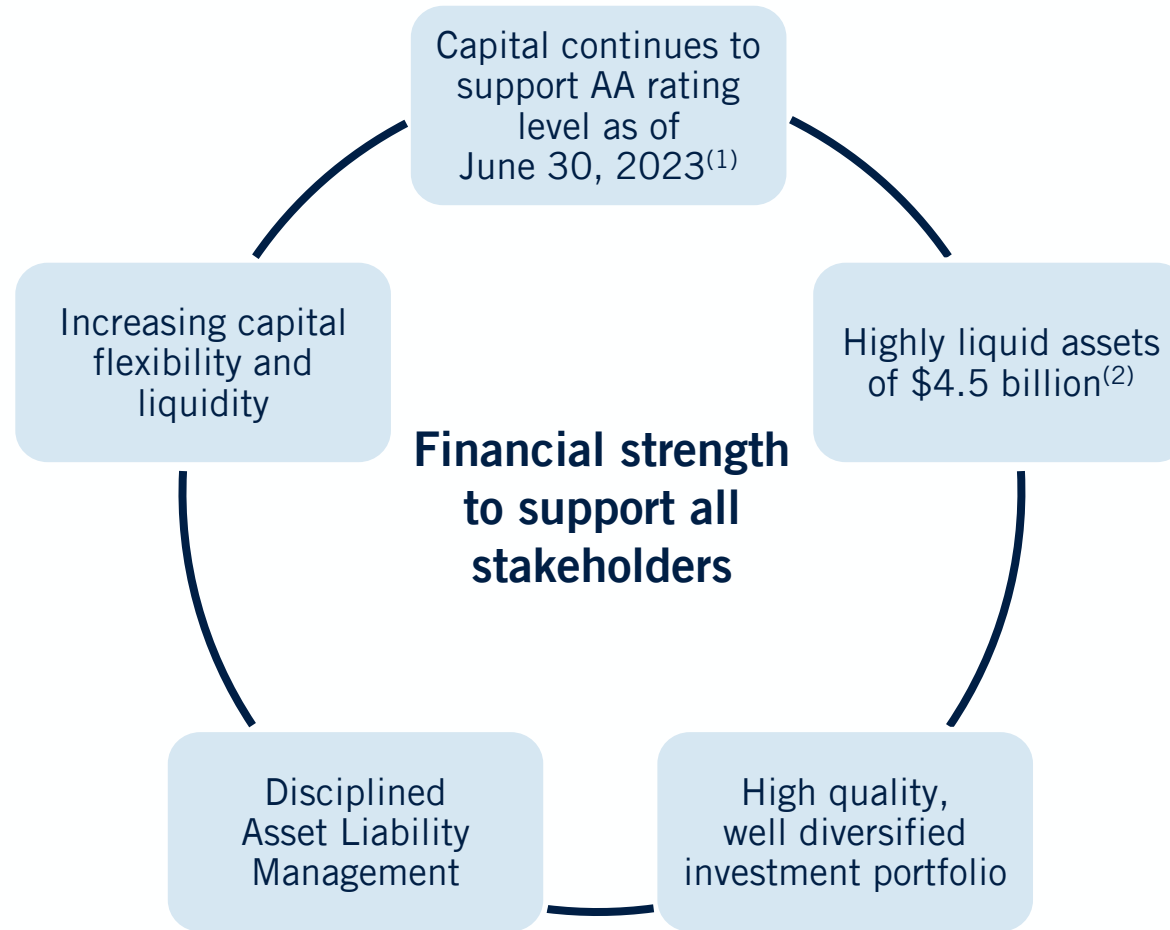 Capital continues to
support AA rating
level as of
June 30, 2023(1)
Increasing capital
flexibility and
liquidity
Highly liquid assets
of $4.5 billion(2)
Financial strength
to support all
stakeholders
Disciplined
Asset Liability
Management
High quality,
well diversified
investment portfolio